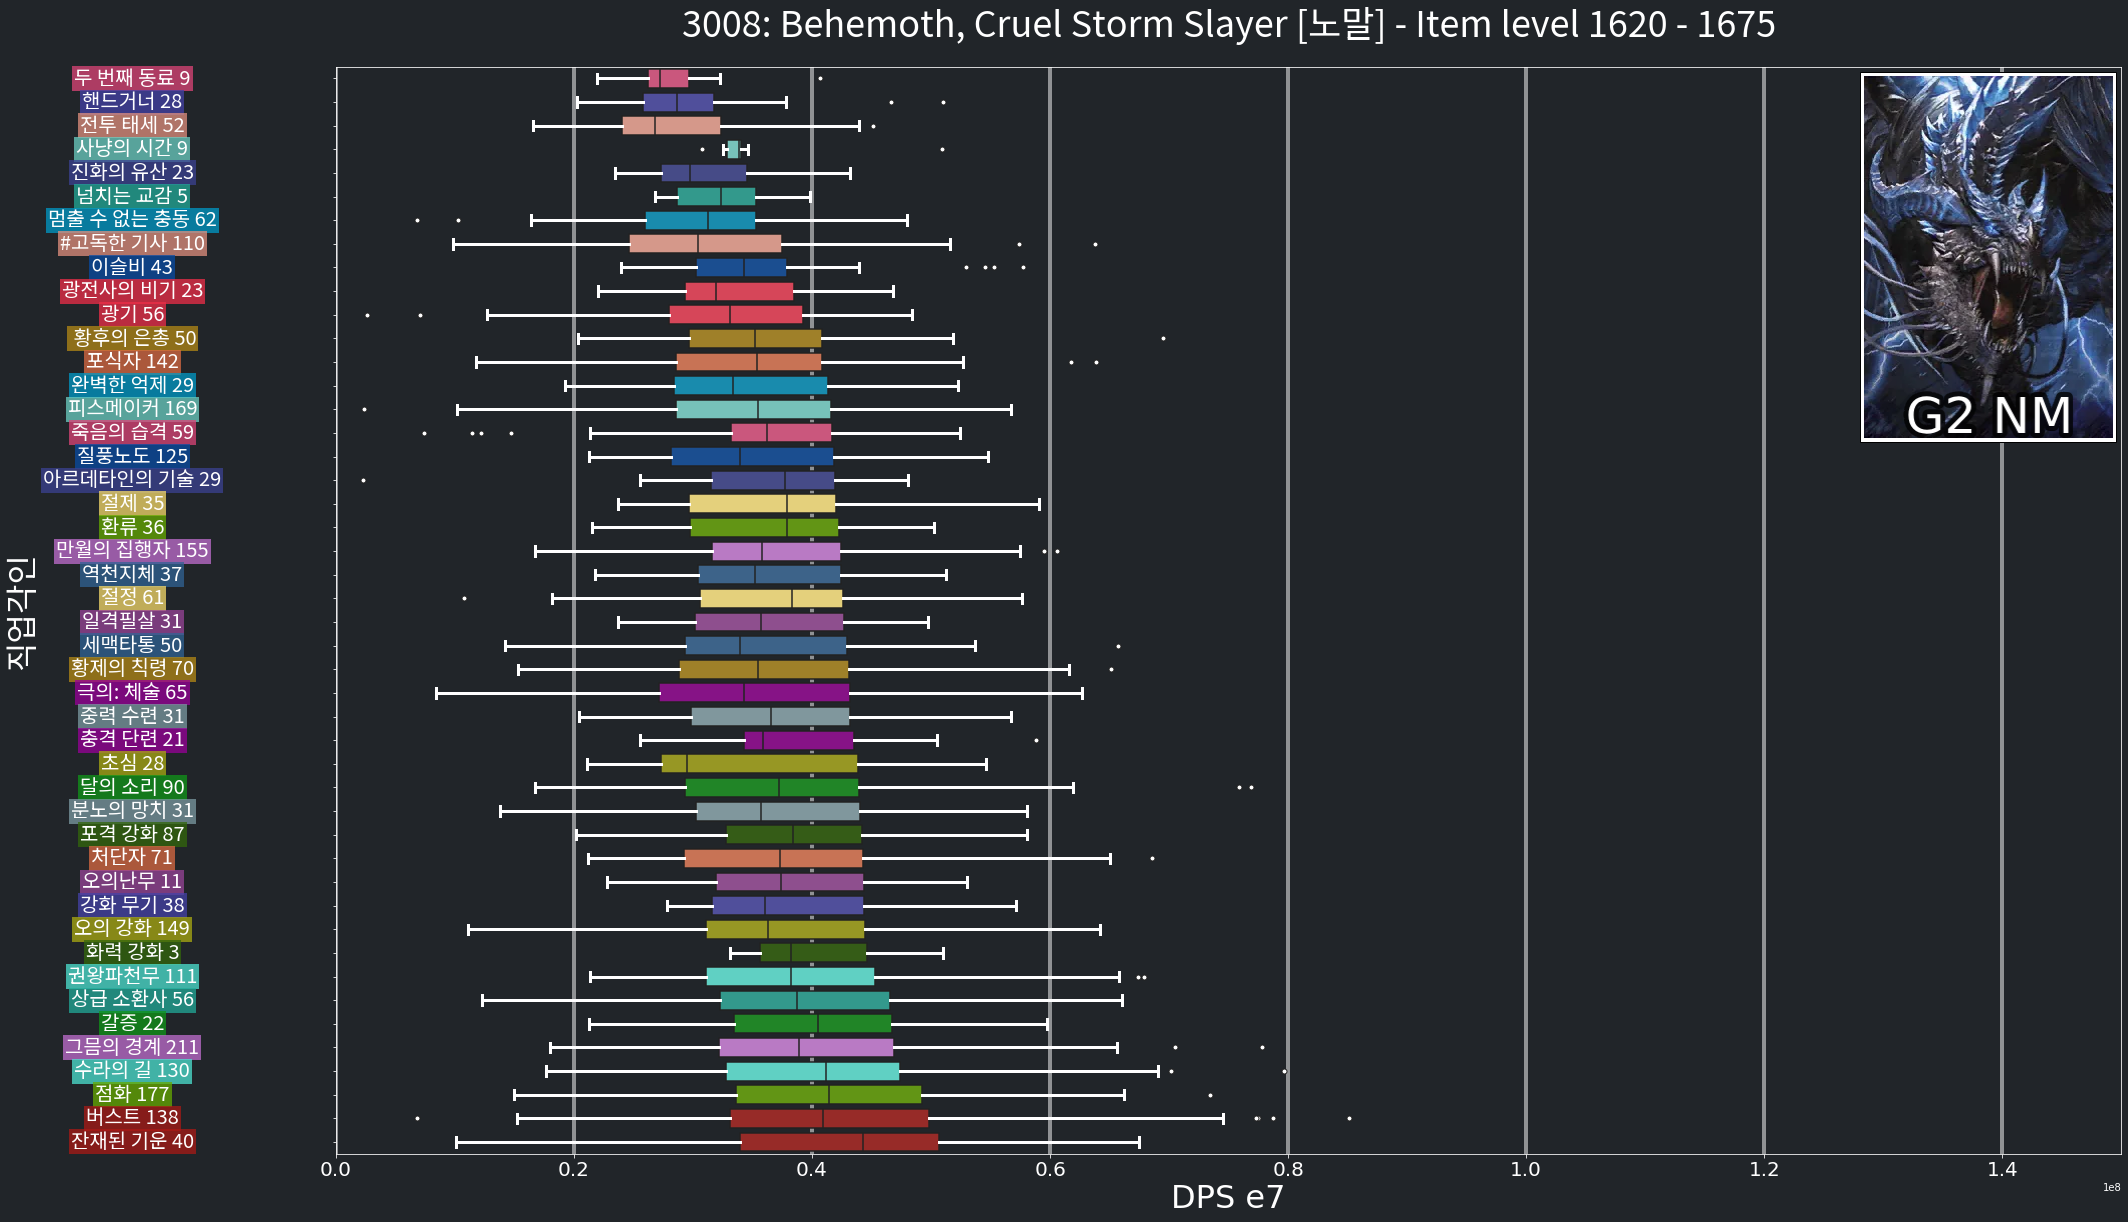 3008: Behemoth, Cruel Storm Slayer [노말] - Item level 1620 - 1675
두 번째 동료 9
핸드거너 28
전투 태세 52
사냥의 시간 9
진화의 유산 23
넘치는 교감 5
멈출 수 없는 충동 62
#고독한 기사 110
이슬비 43
광전사의 비기 23
광기 56
황후의 은총 50
포식자 142
완벽한 억제 29
피스메이커 169
죽음의 습격 59
질풍노도 125
아르데타인의 기술 29
절제 35
환류 36
만월의 집행자 155
역천지체 37
절정 61
일격필살 31
세맥타통 50
황제의 칙령 70
극의: 체술 65
중력 수련 31
충격 단련 21
초심 28
달의 소리 90
분노의 망치 31
포격 강화 87
처단자 71
오의난무 11
강화 무기 38
오의 강화 149
화력 강화 3
권왕파천무 111
상급 소환사 56
갈증 22
그믐의 경계 211
수라의 길 130
점화 177
버스트 138
잔재된 기운 40
직업각인
G2 NM
0.0 0.2 0.4 0.6 0.8 1.0 1.2 1.4
1e8
DPS e7